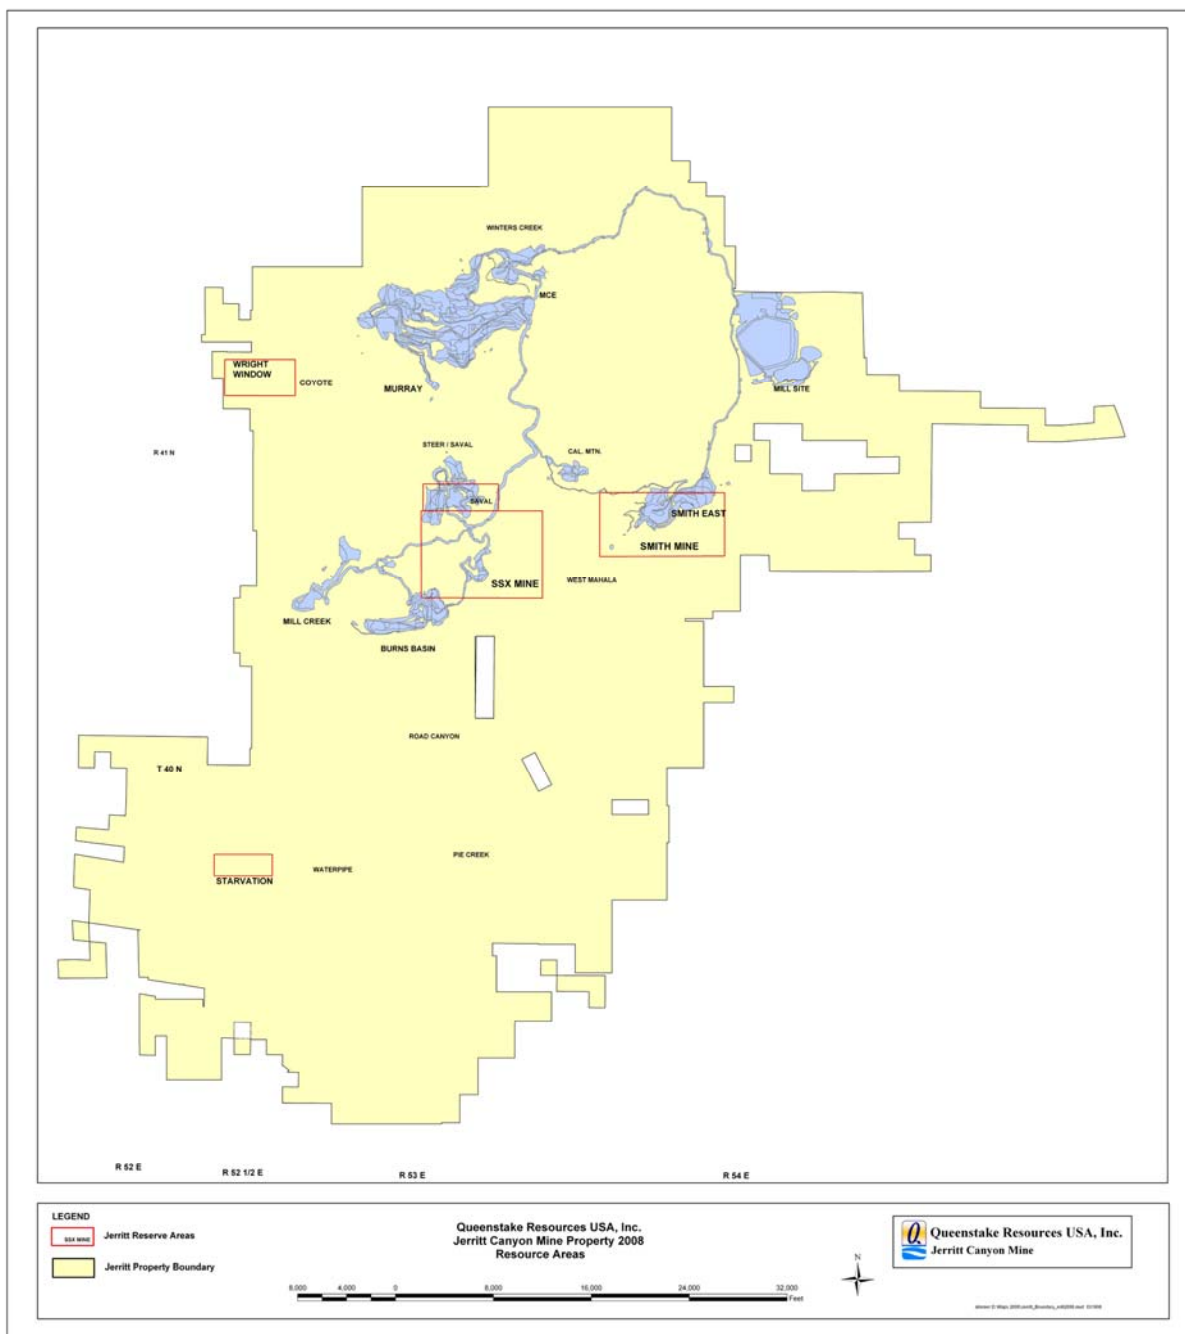 WINTERS CREEK
MCE
WRIGHT
WINDOW
COYOTE
MURRAY
MILL SITE
STEER / SAVAL
CAL. MTN.
R 41 N
SAVAL
SMITH EAST
SMITH MINE
SSX MINE
WEST MAHALA
MILL CREEK
BURNS BASIN
ROAD CANYON
T 40 N
PIE CREEK
WATERPIPE
STARVATION
R 52 E
R 52 1/2 E
R 53 E
R 54 E
LEGEND
SSX MINE
Jerritt Reserve Areas
Jerritt Property Boundary
Queenstake Resources USA, Inc.
Jerritt Canyon Mine Property 2008
Resource Areas
8,000 4,000 0 8,000 16,000 24,000 32,000
Feet
N
Q
Queenstake Resources USA, Inc.
Jerritt Canyon Mine